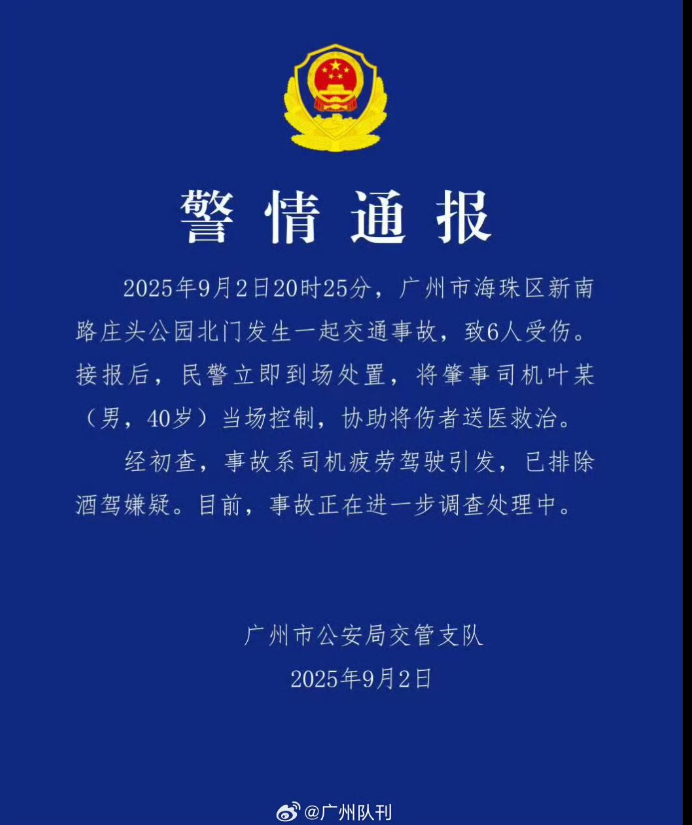 警情通报
2025年9月2日20时25分，广州市海珠区新南
路庄头公园北门发生一起交通事故，致6人受伤。
接报后，民警立即到场处置，将肇事司机叶某
（男，40岁）当场控制，协助将伤者送医救治。
经初查，事故系司机疲劳驾驶引发，已排除
酒驾嫌疑。目前，事故正在进一步调查处理中。
广州市公安局交管支队
2025年9月2日
@广州队刊